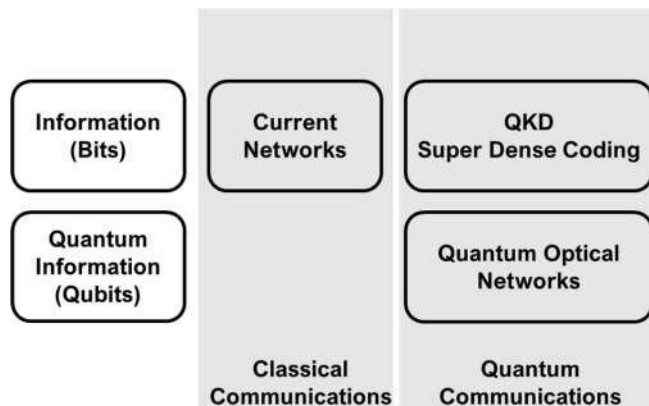 Information
(Bits)
Current
Networks
QKD
Super Dense Coding
Quantum
Information
(Qubits)
Quantum Optical
Networks
Classical
Communications
Quantum
Communications